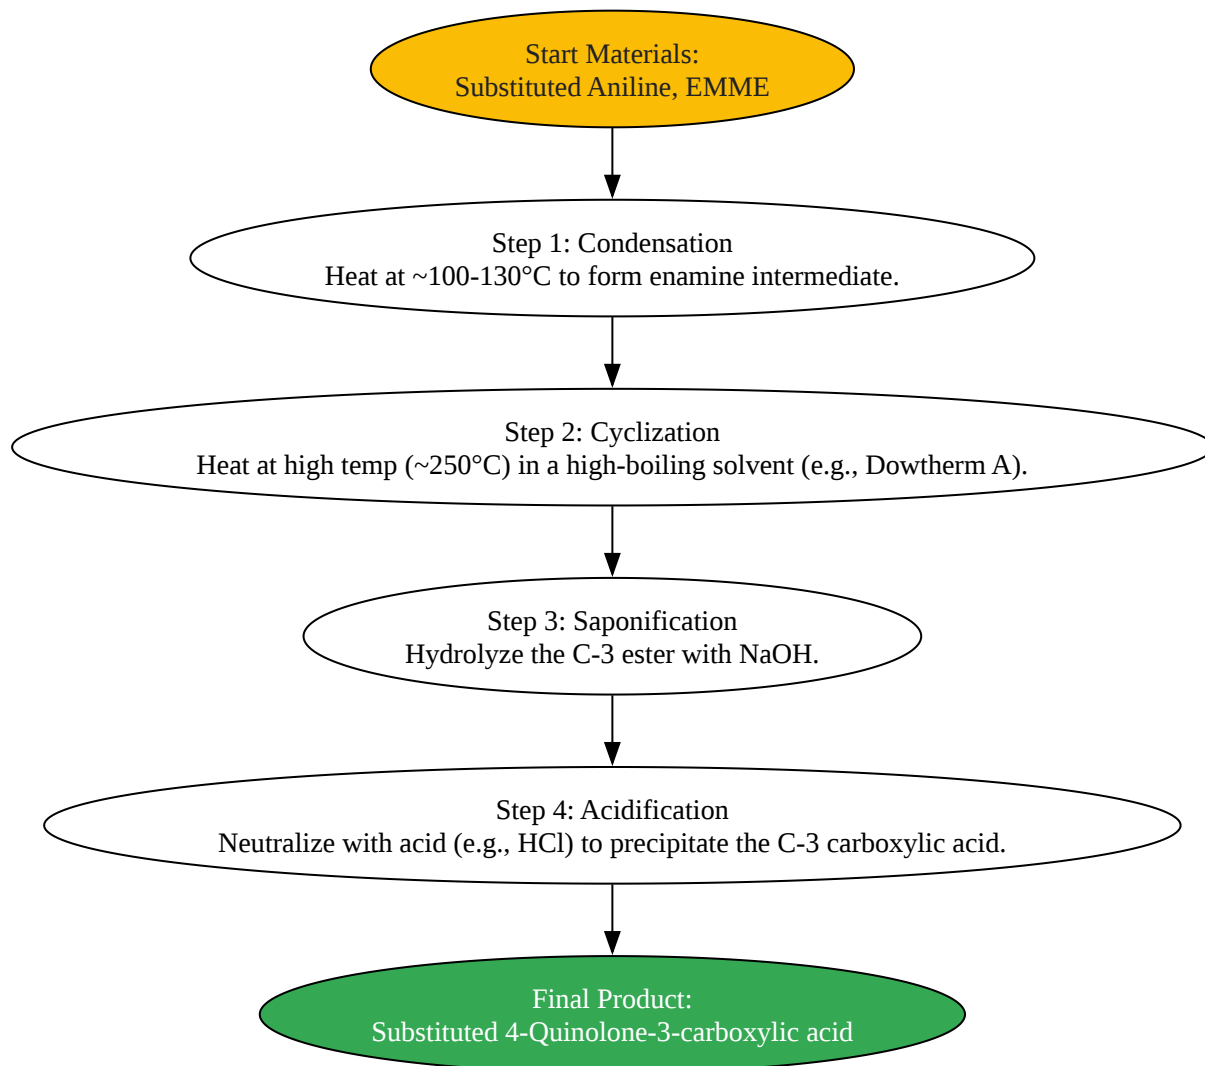 Start Materials:
Substituted Aniline, EMME
Step 1: Condensation
Heat at ~100-130°C to form enamine intermediate.
Step 2: Cyclization
Heat at high temp (~250°C) in a high-boiling solvent (e.g., Dowtherm A).
Step 3: Saponification
Hydrolyze the C-3 ester with NaOH.
Step 4: Acidification
Neutralize with acid (e.g., HCl) to precipitate the C-3 carboxylic acid.
Final Product:
Substituted 4-Quinolone-3-carboxylic acid